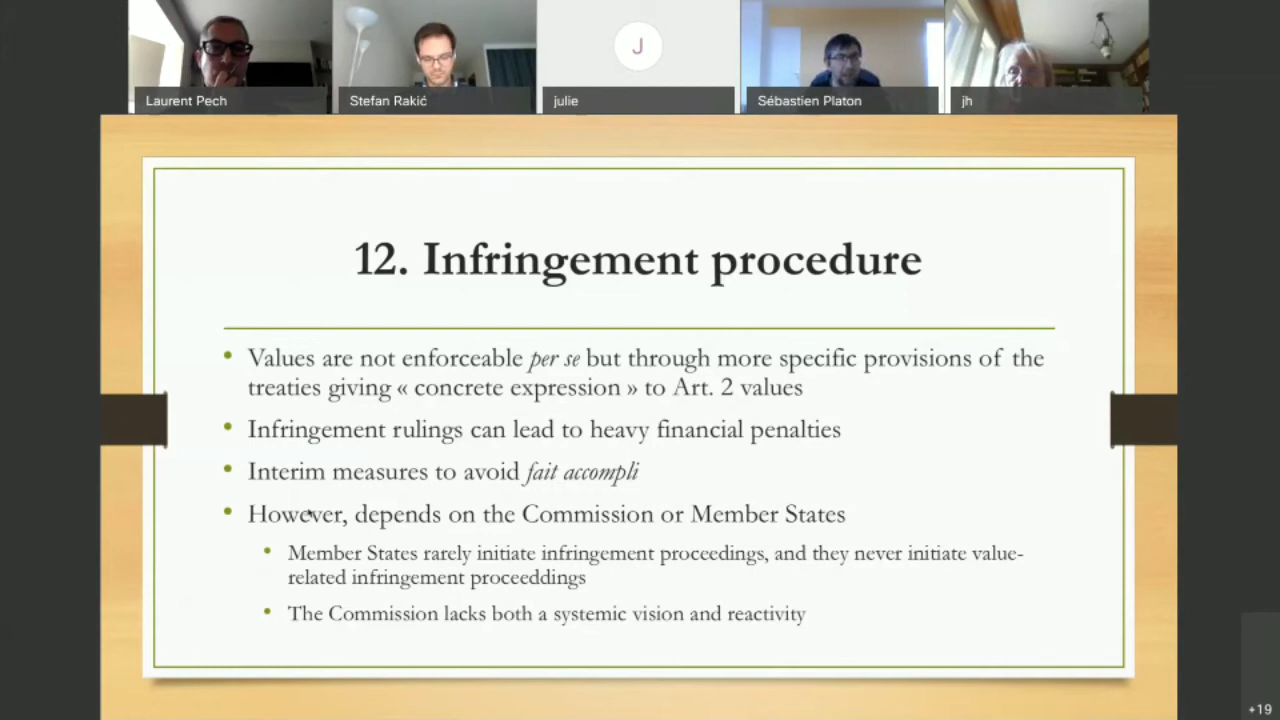 Laurent Pech
Stefan Rakić
J
julie
Sébastien Platon
jh
12. Infringement procedure
• Values are not enforceable per se but through more specific provisions of the
treaties giving « concrete expression » to Art. 2 values
• Infringement rulings can lead to heavy financial penalties
• Interim measures to avoid fait accompli
• However, depends on the Commission or Member States
• Member States rarely initiate infringement proceedings, and they never initiate value-
related infringement proceeddings
• The Commission lacks both a systemic vision and reactivity
+19